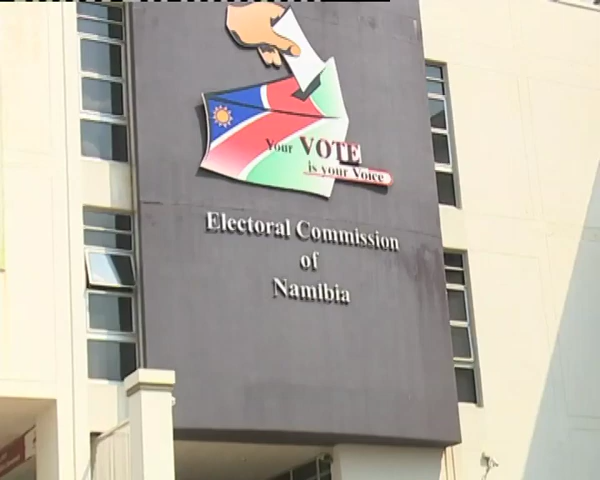 Your VOTE
is your Voice
Electoral Commission
of
Namibia